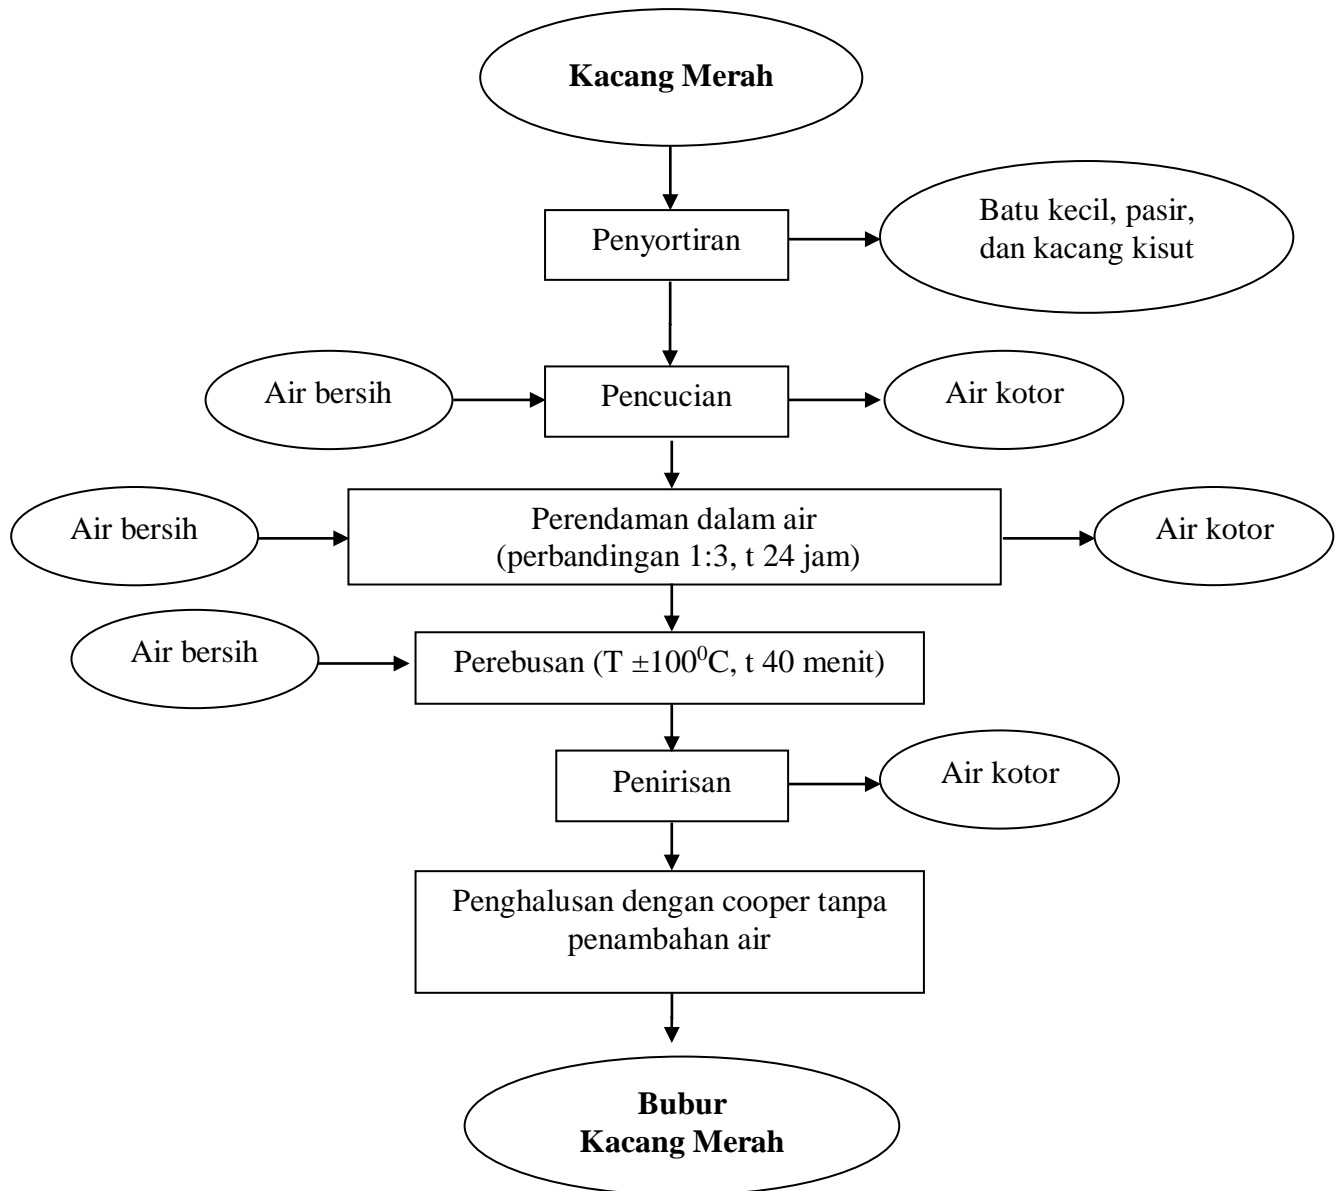 Kacang Merah
Penyortiran
Batu kecil, pasir,
dan kacang kisut
Air bersih
Pencucian
Air kotor
Air bersih
Perendaman dalam air
(perbandingan 1:3, t 24 jam)
Air kotor
Air bersih
Perebusan (T ±100⁰C, t 40 menit)
Penirisan
Air kotor
Penghalusan dengan cooper tanpa
penambahan air
Bubur
Kacang Merah